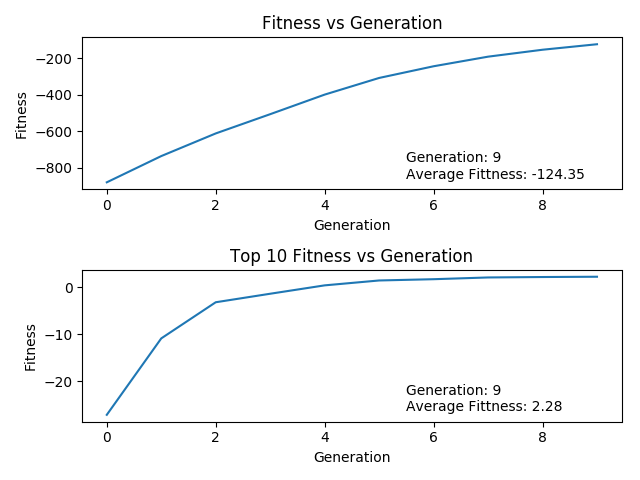 Fitness vs Generation
−200
−400
−600
−800
Fitness
Generation: 9
Average Fittness: -124.35
0 2 4 6 8
Generation
Top 10 Fitness vs Generation
0
−10
−20
Fitness
Generation: 9
Average Fittness: 2.28
0 2 4 6 8
Generation